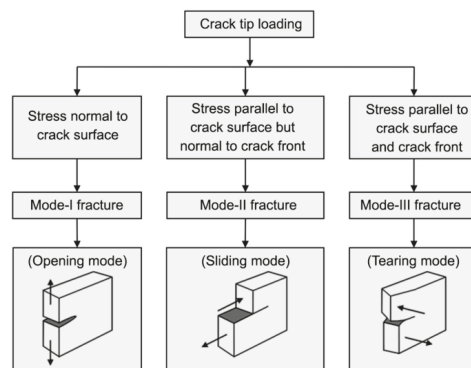 Crack tip loading
Stress normal to
crack surface
Stress parallel to
crack surface but
normal to crack front
Stress parallel to
crack surface
and crack front
Mode-I fracture
Mode-II fracture
Mode-III fracture
(Opening mode)
(Sliding mode)
(Tearing mode)